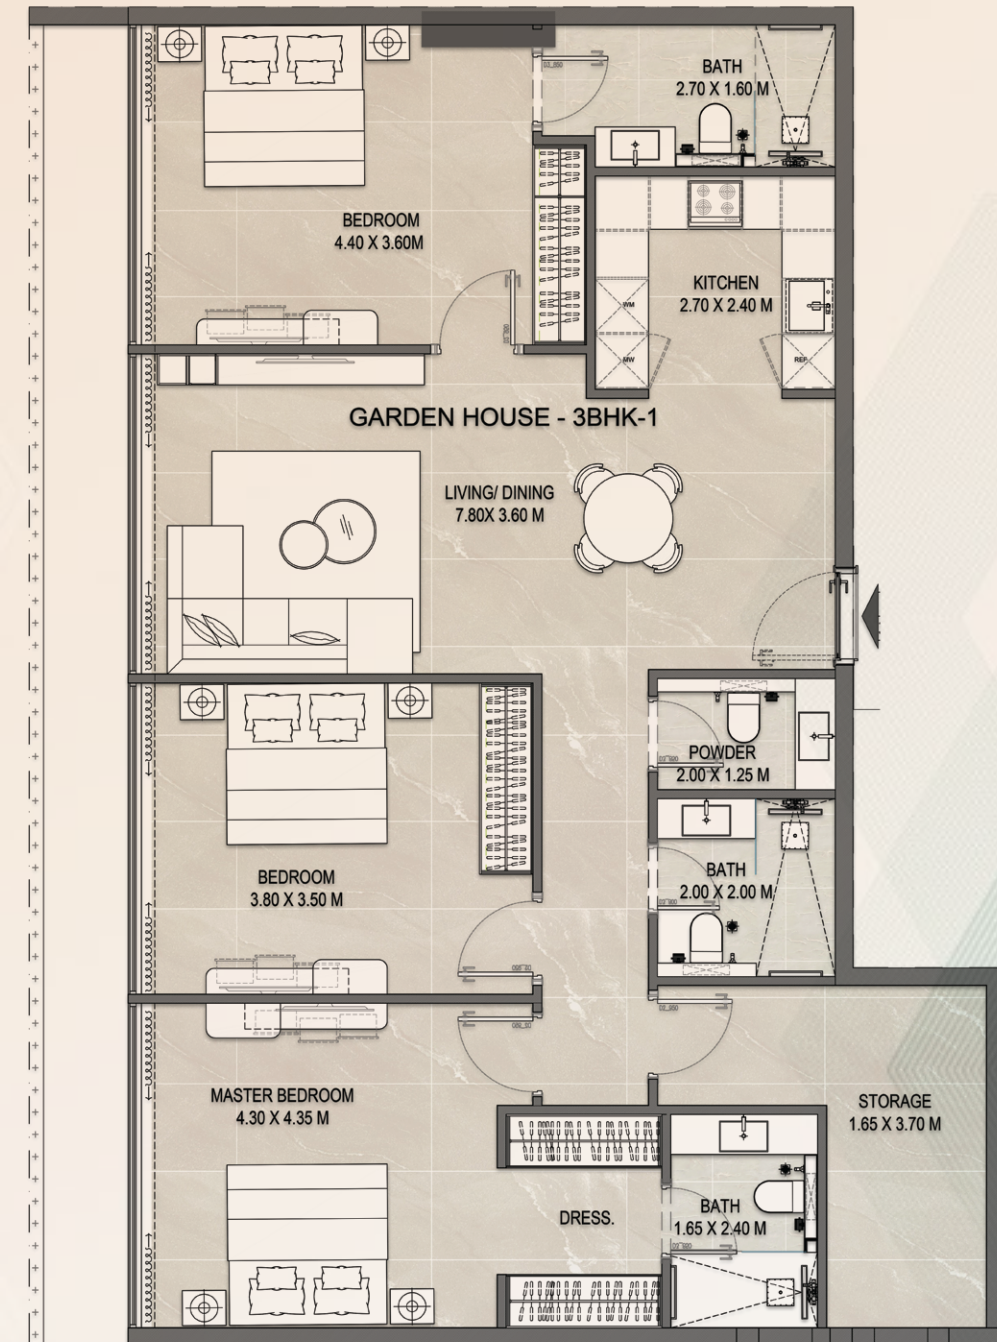 BATH
2.70 X 1.60 M
BEDROOM
4.40 X 3.60M
KITCHEN
2.70 X 2.40 M
WM
MW
REF.
GARDEN HOUSE - 3BHK-1
LIVING/ DINING
7.80X 3.60 M
POWDER
2.00 X 1.25 M
BATH
2.00 X 2.00 M
BEDROOM
3.80 X 3.50 M
MASTER BEDROOM
4.30 X 4.35 M
STORAGE
1.65 X 3.70 M
DRESS.
BATH
1.65 X 2.40 M